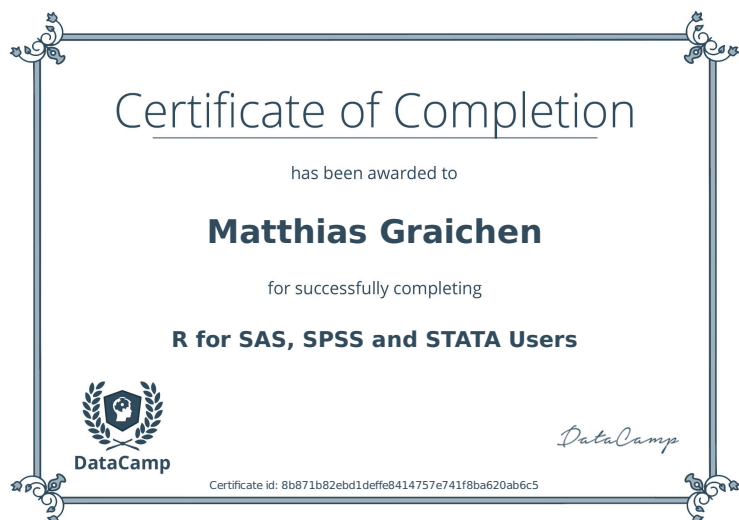 Certificate of Completion
has been awarded to
Matthias Graichen
for successfully completing
R for SAS, SPSS and STATA Users
DataCamp
DataCamp
Certificate id: 8b871b82ebd1deffe8414757e741f8ba620ab6c5